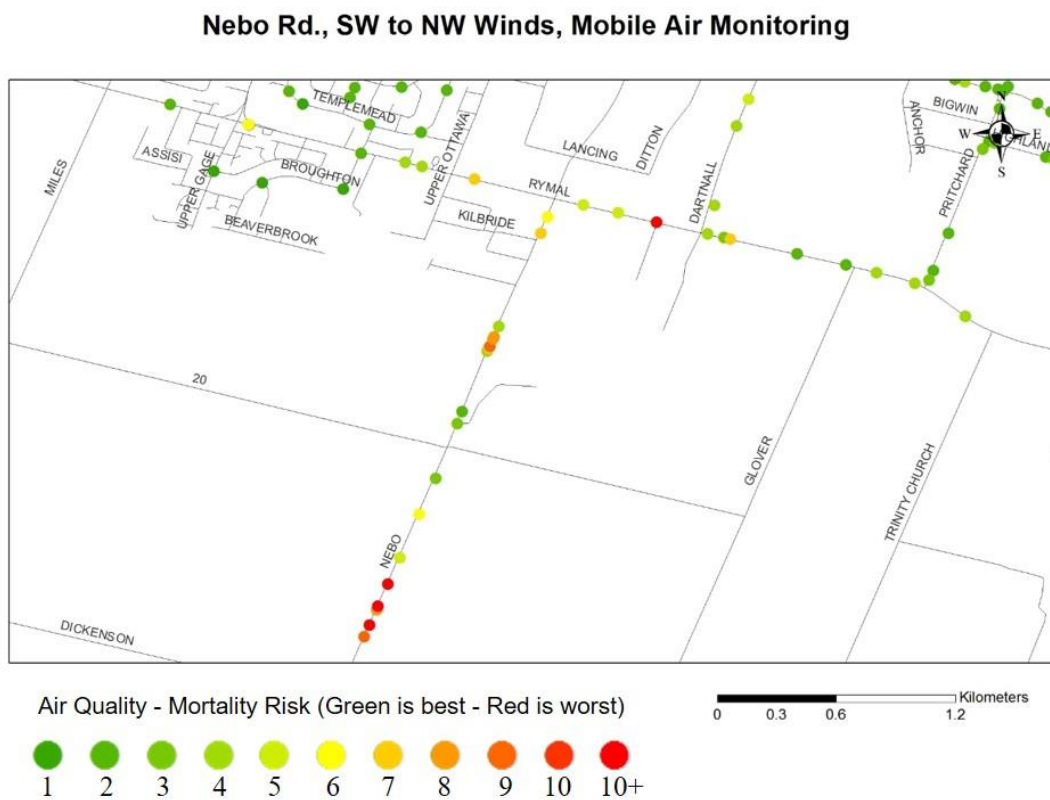 Nebo Rd., SW to NW Winds, Mobile Air Monitoring
TEMPLEMEAD
BIGWIN
ANCHOR
N
W
E
S
HIGHLAND
ASSISI
BROUGHTON
UPPER OTTAWA
LANCING
DITTON
MILES
UPPER GAGE
RYMAL
DARTNALL
PRITCHARD
KILBRIDE
BEAVERBROOK
20
GLOVER
TRINITY CHURCH
NEBO
DICKENSON
Air Quality - Mortality Risk (Green is best - Red is worst)
1 2 3 4 5 6 7 8 9 10 10+
Kilometers
0 0.3 0.6 1.2